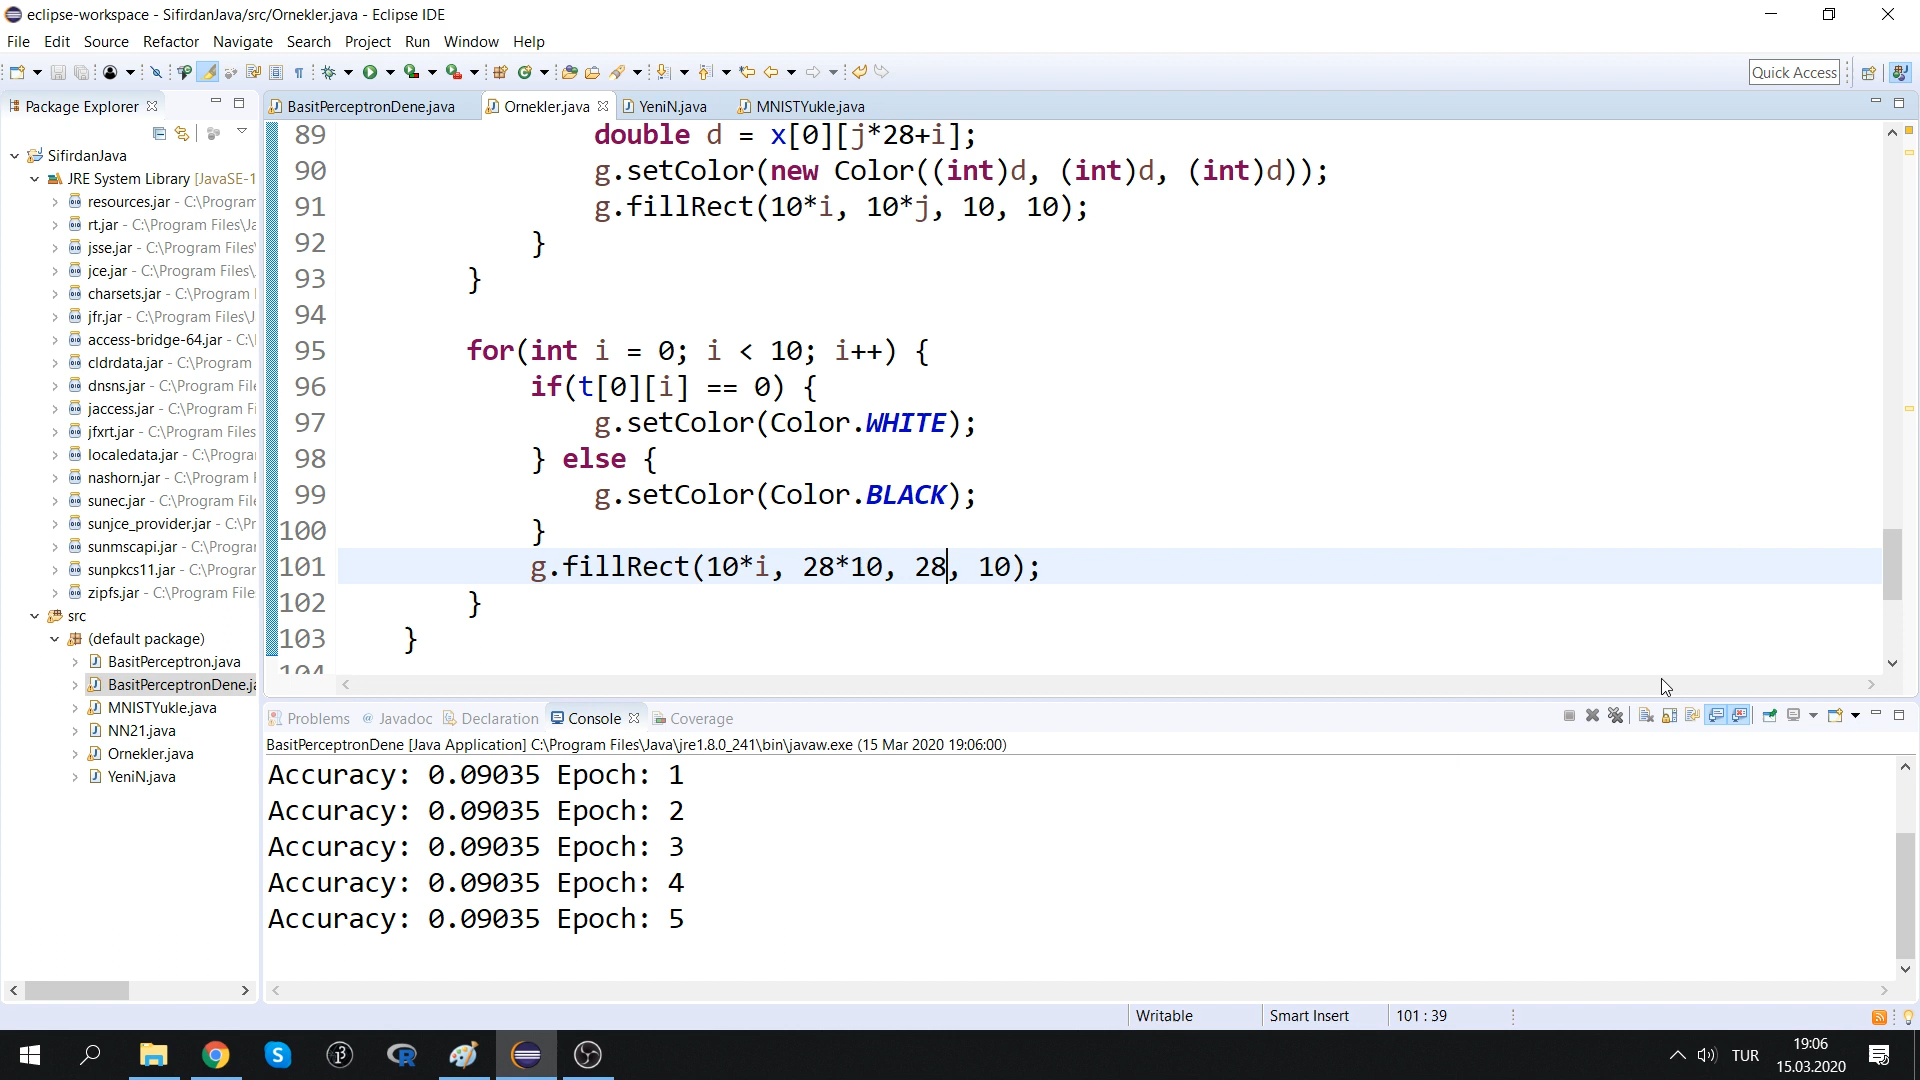 eclipse-workspace - SifirdanJava/src/Ornekler.java - Eclipse IDE
File Edit Source Refactor Navigate Search Project Run Window Help
Quick Access
Package Explorer
BasitPerceptronDene.java Ornekler.java YeniN.java MNISTYukle.java
SifirdanJava
JRE System Library [JavaSE-1
resources.jar - C:\Program
rt.jar - C:\Program Files\Ja
jsse.jar - C:\Program Files\
jce.jar - C:\Program Files\
charsets.jar - C:\Program
jfr.jar - C:\Program Files\J
access-bridge-64.jar - C:\
cldrdata.jar - C:\Program
dnsns.jar - C:\Program File
jaccess.jar - C:\Program Fi
jfxrt.jar - C:\Program Files
localedata.jar - C:\Progra
nashorn.jar - C:\Program
sunec.jar - C:\Program File
sunjce_provider.jar - C:\Pr
sunmscapi.jar - C:\Progra
sunpkcs11.jar - C:\Program
zipfs.jar - C:\Program File
src
(default package)
BasitPerceptron.java
BasitPerceptronDene.ja
MNISTYukle.java
NN21.java
Ornekler.java
YeniN.java
89 double d = x[0][j*28+i];
90 g.setColor(new Color((int)d, (int)d, (int)d));
91 g.fillRect(10*i, 10*j, 10, 10);
92 }
93 }
94
95 for(int i = 0; i < 10; i++) {
96 if(t[0][i] == 0) {
97 g.setColor(Color.WHITE);
98 } else {
99 g.setColor(Color.BLACK);
100 }
101 g.fillRect(10*i, 28*10, 28, 10);
102 }
103 }
104
Problems Javadoc Declaration Console Coverage
BasitPerceptronDene [Java Application] C:\Program Files\Java\jre1.8.0_241\bin\javaw.exe (15 Mar 2020 19:06:00)
Accuracy: 0.09035 Epoch: 1
Accuracy: 0.09035 Epoch: 2
Accuracy: 0.09035 Epoch: 3
Accuracy: 0.09035 Epoch: 4
Accuracy: 0.09035 Epoch: 5
Writable Smart Insert 101 : 39
TUR
19:06
15.03.2020